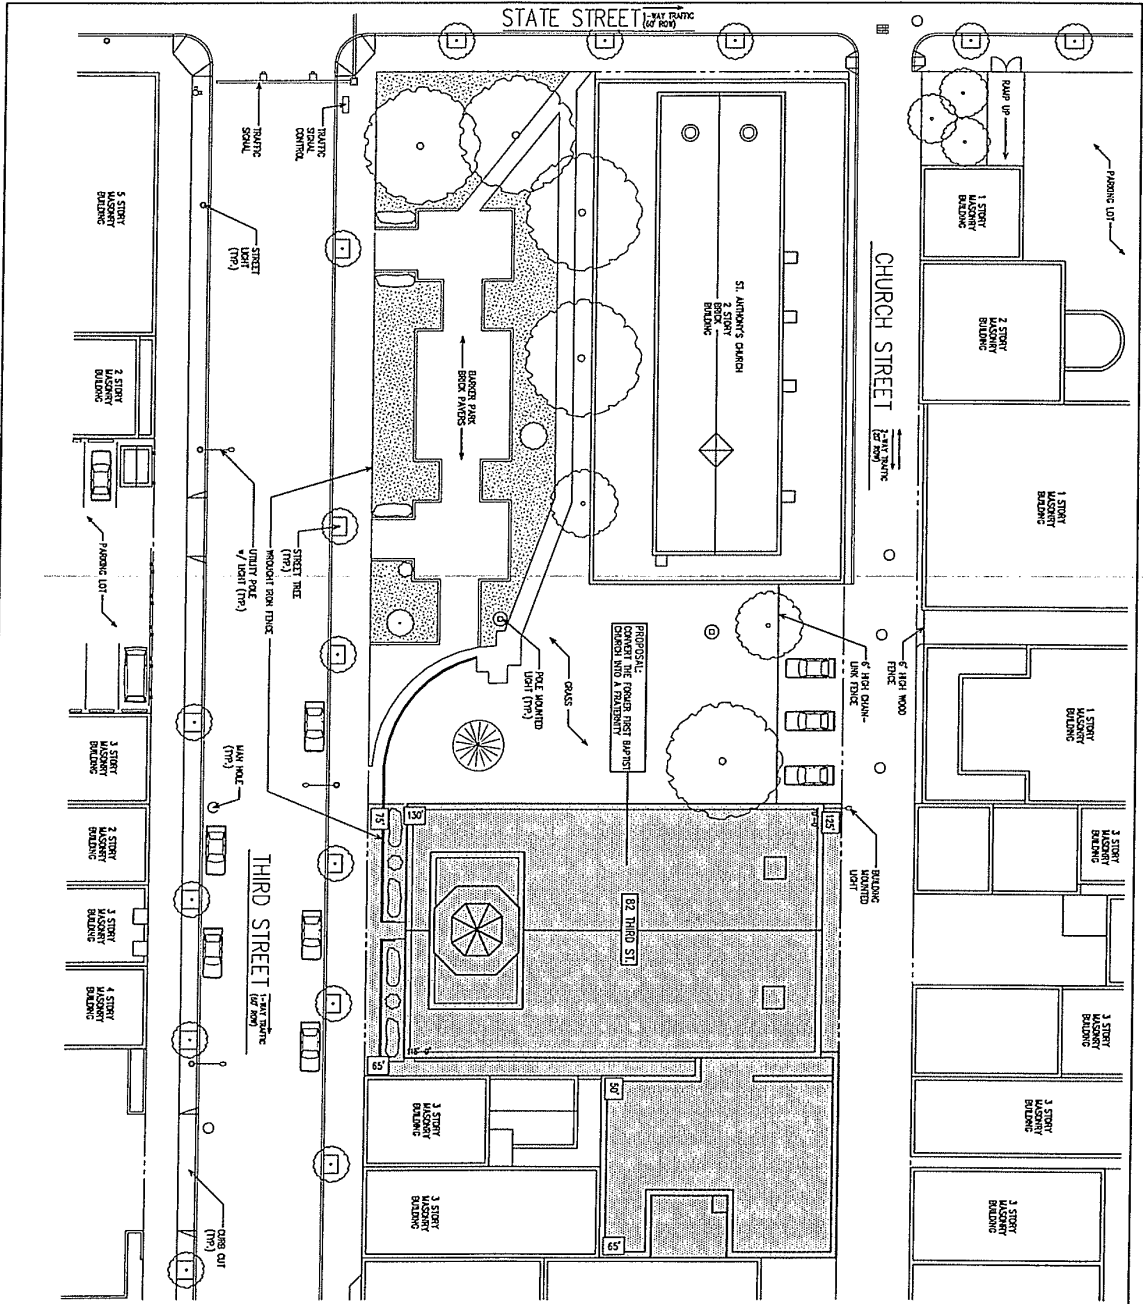 STATE STREET
1-WAY TRAFFIC
(60' ROW)
RAMP UP
PARKING LOT
TRAFFIC
SIGNAL
CONTROL
TRAFFIC
SIGNAL
5 STORY
MASONRY
BUILDING
STREET
LIGHT
(TYP.)
1 STORY
MASONRY
BUILDING
CHURCH STREET
2-WAY TRAFFIC
2 STORY
MASONRY
BUILDING
ST. ANTHONY'S CHURCH
2 STORY
BRICK
BUILDING
BARKER PARK
BRICK PAVERS
2 STORY
MASONRY
BUILDING
1 STORY
MASONRY
BUILDING
PARKING LOT
UTILITY POLE
W/ LIGHT (TYP.)
WROUGHT IRON FENCE
STREET TREE
(TYP.)
POLE MOUNTED
LIGHT (TYP.)
GRASS
PROPOSAL:
CONVERT THE FORMER FIRST BAPTIST
CHURCH INTO A FRATERNITY
6' HIGH CHAIN-
LINK FENCE
6' HIGH WOOD
FENCE
1 STORY
MASONRY
BUILDING
3 STORY
MASONRY
BUILDING
MAN HOLE
(TYP.)
75'
130'
125'
BUILDING
MOUNTED
LIGHT
3 STORY
MASONRY
BUILDING
2 STORY
MASONRY
BUILDING
THIRD STREET
1-WAY TRAFFIC
(60' ROW)
82 THIRD ST.
3 STORY
MASONRY
BUILDING
4 STORY
MASONRY
BUILDING
3 STORY
MASONRY
BUILDING
118'-0"
65'
50'
3 STORY
MASONRY
BUILDING
3 STORY
MASONRY
BUILDING
3 STORY
MASONRY
BUILDING
65'
3 STORY
MASONRY
BUILDING
CURB CUT
(TYP.)